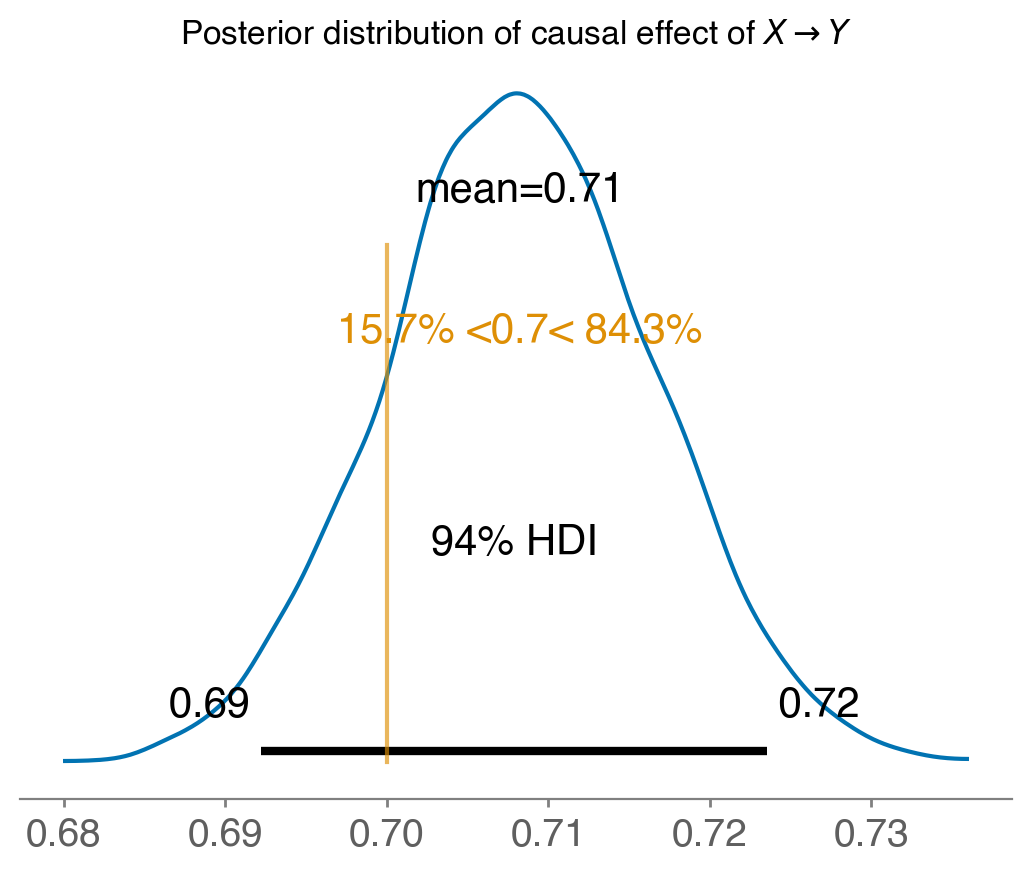 Posterior distribution of causal effect of X → Y
mean=0.71
15.7% <0.7< 84.3%
94% HDI
0.69 0.72
0.68 0.69 0.70 0.71 0.72 0.73